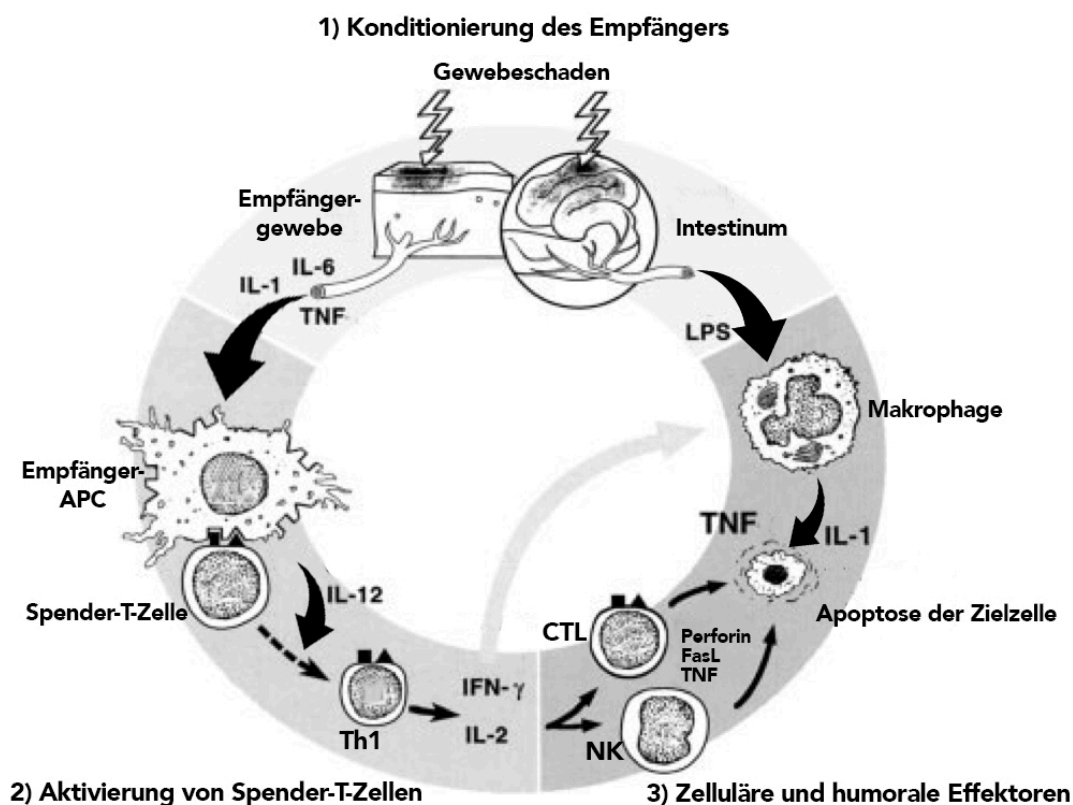 1) Konditionierung des Empfängers
Gewebeschaden
Empfänger-
gewebe
Intestinum
IL-6
IL-1
TNF
LPS
Makrophage
Empfänger-
APC
TNF
IL-1
Spender-T-Zelle
IL-12
Apoptose der Zielzelle
CTL
Perforin
FasL
TNF
IFN-γ
IL-2
Th1
NK
2) Aktivierung von Spender-T-Zellen
3) Zelluläre und humorale Effektoren